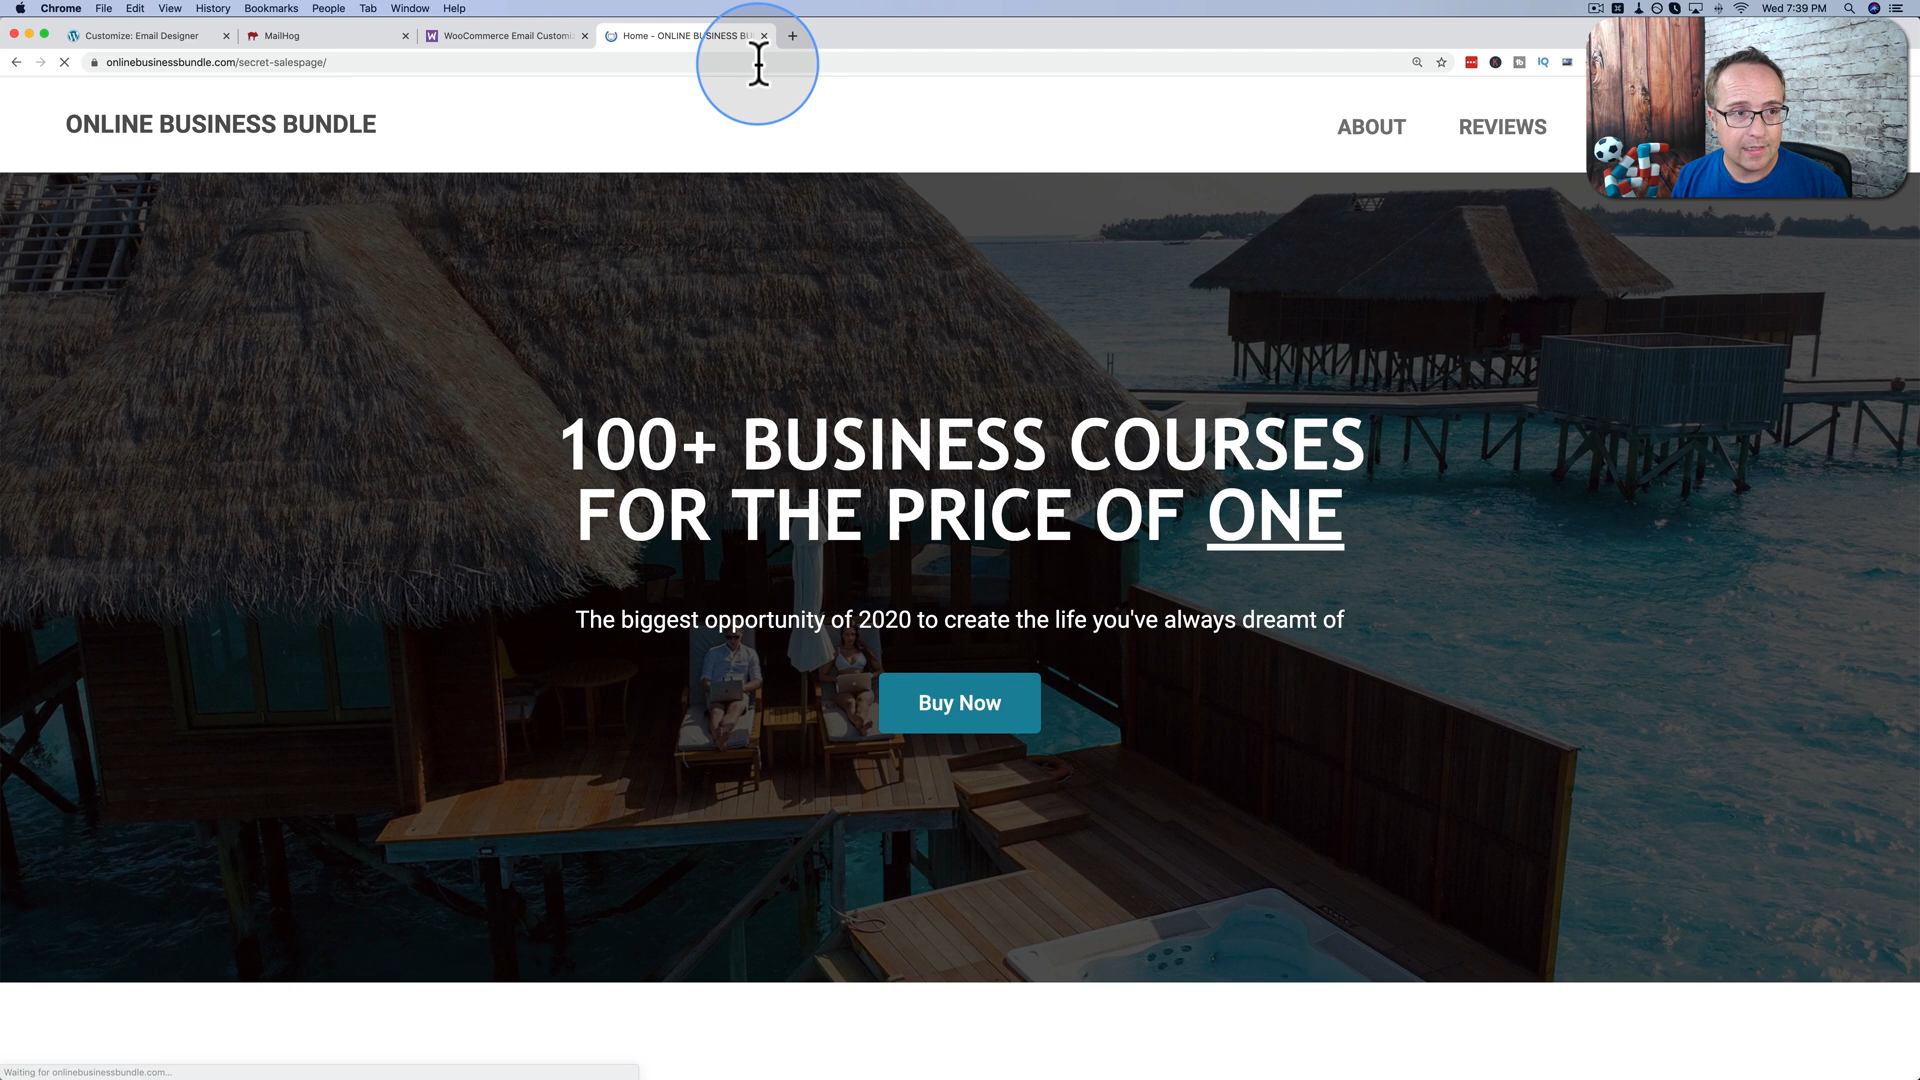 Chrome File Edit View History Bookmarks People Tab Window Help Wed 7:39 PM
Customize: Email Designer MailHog WooCommerce Email Customi Home - ONLINE BUSINESS BU
onlinebusinessbundle.com/secret-salespage/
ONLINE BUSINESS BUNDLE ABOUT REVIEWS
100+ BUSINESS COURSES
FOR THE PRICE OF ONE
The biggest opportunity of 2020 to create the life you've always dreamt of
Buy Now
Waiting for onlinebusinessbundle.com...